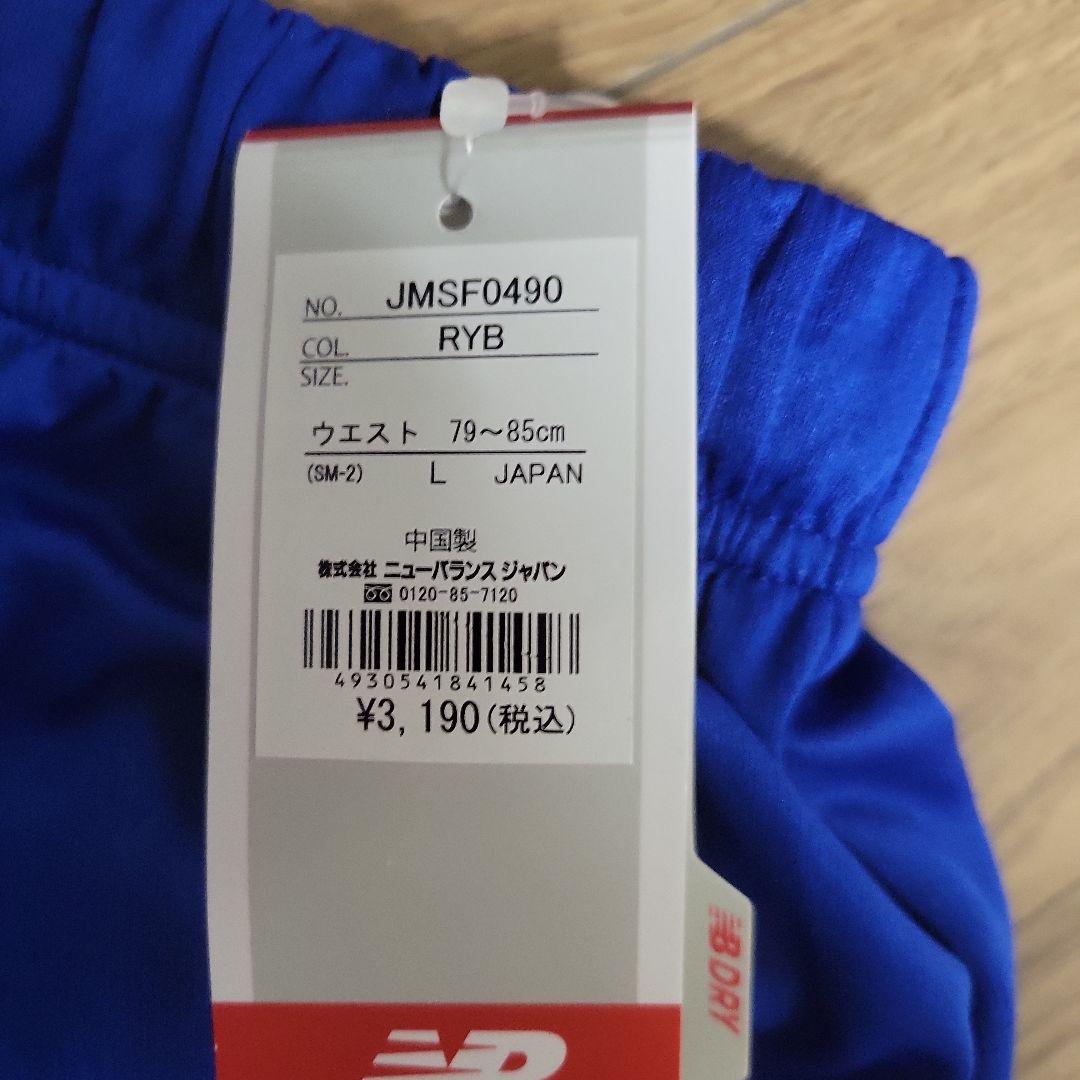 NO. JMSF0490
COL. RYB
SIZE.
ウエスト 79～85cm
(SM-2) L JAPAN
中国製
株式会社 ニューバランス ジャパン
0120-85-7120
4930541841458
¥3,190(税込)
NB DRY